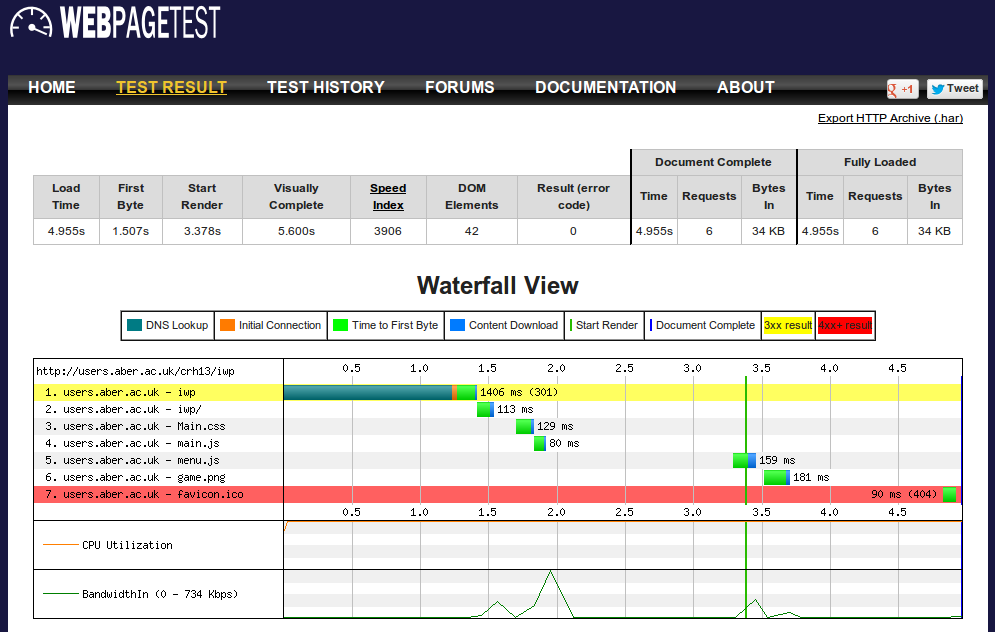 WEBPAGETEST
HOME TEST RESULT TEST HISTORY FORUMS DOCUMENTATION ABOUT g +1 Tweet
Export HTTP Archive (.har)
Document Complete Fully Loaded
Load Time First Byte Start Render Visually Complete Speed Index DOM Elements Result (error code) Time Requests Bytes In Time Requests Bytes In
4.955s 1.507s 3.378s 5.600s 3906 42 0 4.955s 6 34 KB 4.955s 6 34 KB
Waterfall View
DNS Lookup Initial Connection Time to First Byte Content Download Start Render Document Complete 3xx result 4xx+ result
http://users.aber.ac.uk/crh13/iwp 0.5 1.0 1.5 2.0 2.5 3.0 3.5 4.0 4.5
1. users.aber.ac.uk - iwp 1406 ms (301)
2. users.aber.ac.uk - iwp/ 113 ms
3. users.aber.ac.uk - Main.css 129 ms
4. users.aber.ac.uk - main.js 80 ms
5. users.aber.ac.uk - menu.js 159 ms
6. users.aber.ac.uk - game.png 181 ms
7. users.aber.ac.uk - favicon.ico 90 ms (404)
0.5 1.0 1.5 2.0 2.5 3.0 3.5 4.0 4.5
CPU Utilization
BandwidthIn (0 - 734 Kbps)